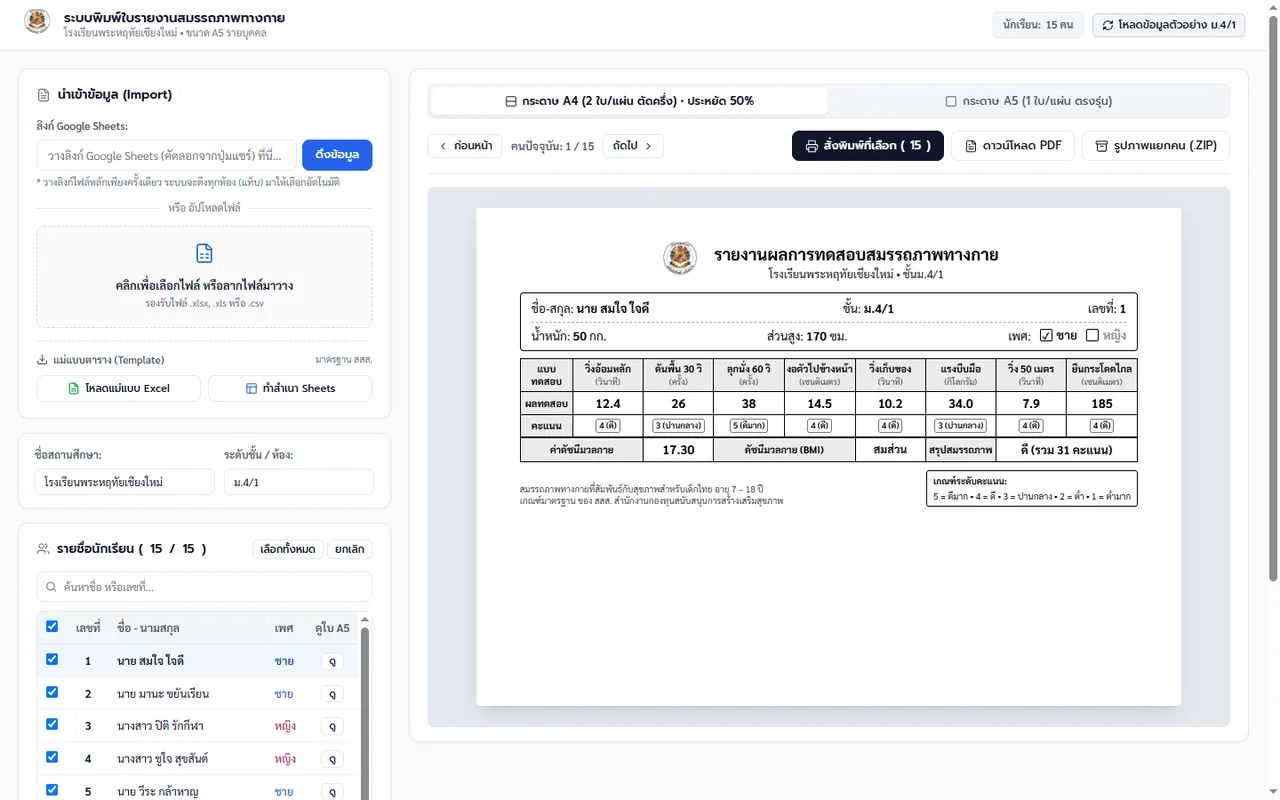 ระบบพิมพ์ใบรายงานสมรรถภาพทางกาย
โรงเรียนพระหฤทัยเชียงใหม่ • ขนาด A5 รายบุคคล
นักเรียน: 15 คน
โหลดข้อมูลตัวอย่าง ม.4/1
นำเข้าข้อมูล (Import)
ลิงก์ Google Sheets:
วางลิงก์ Google Sheets (คัดลอกจากปุ่มแชร์) ที่นี่...
ดึงข้อมูล
* วางลิงก์ไฟล์หลักเพียงครั้งเดียว ระบบจะดึงทุกห้อง (แท็บ) มาให้เลือกอัตโนมัติ
หรือ อัปโหลดไฟล์
คลิกเพื่อเลือกไฟล์ หรือลากไฟล์มาวาง
รองรับไฟล์ .xlsx, .xls หรือ .csv
แม่แบบตาราง (Template)
มาตรฐาน สสส.
โหลดแม่แบบ Excel
ทำสำเนา Sheets
ชื่อสถานศึกษา:
ระดับชั้น / ห้อง:
โรงเรียนพระหฤทัยเชียงใหม่
ม.4/1
รายชื่อนักเรียน ( 15 / 15 )
เลือกทั้งหมด
ยกเลิก
ค้นหาชื่อ หรือเลขที่...
เลขที่ ชื่อ - นามสกุล เพศ ดูใบ A5
1 นาย สมใจ ใจดี ชาย ดู
2 นาย มานะ ขยันเรียน ชาย ดู
3 นางสาว ปิติ รักกีฬา หญิง ดู
4 นางสาว ชูใจ สุขสันต์ หญิง ดู
5 นาย วีระ กล้าหาญ ชาย ดู
กระดาษ A4 (2 ใบ/แผ่น ตัดครึ่ง) · ประหยัด 50%
กระดาษ A5 (1 ใบ/แผ่น ตรงรุ่น)
ก่อนหน้า
คนปัจจุบัน: 1 / 15
ถัดไป
สั่งพิมพ์ที่เลือก ( 15 )
ดาวน์โหลด PDF
รูปภาพแยกคน (.ZIP)
รายงานผลการทดสอบสมรรถภาพทางกาย
โรงเรียนพระหฤทัยเชียงใหม่ • ชั้นม.4/1
ชื่อ-สกุล: นาย สมใจ ใจดี ชั้น: ม.4/1 เลขที่: 1
น้ำหนัก: 50 กก. ส่วนสูง: 170 ซม. เพศ: ชาย หญิง
แบบ วิ่งอ้อมหลัก ดันพื้น 30 วิ ลุกนั่ง 60 วิ งอตัวไปข้างหน้า วิ่งเก็บของ แรงบีบมือ วิ่ง 50 เมตร ยืนกระโดดไกล
ทดสอบ (วินาที) (ครั้ง) (ครั้ง) (เซนติเมตร) (วินาที) (กิโลกรัม) (วินาที) (เซนติเมตร)
ผลทดสอบ 12.4 26 38 14.5 10.2 34.0 7.9 185
คะแนน 4 (ดี) 3 (ปานกลาง) 5 (ดีมาก) 4 (ดี) 4 (ดี) 3 (ปานกลาง) 4 (ดี) 4 (ดี)
ค่าดัชนีมวลกาย 17.30 ดัชนีมวลกาย (BMI) สมส่วน สรุปสมรรถภาพ ดี (รวม 31 คะแนน)
สมรรถภาพทางกายที่สัมพันธ์กับสุขภาพสำหรับเด็กไทย อายุ 7 – 18 ปี
เกณฑ์มาตรฐาน ของ สสส. สำนักงานกองทุนสนับสนุนการสร้างเสริมสุขภาพ
เกณฑ์ระดับคะแนน:
5 = ดีมาก • 4 = ดี • 3 = ปานกลาง • 2 = ต่ำ • 1 = ต่ำมาก